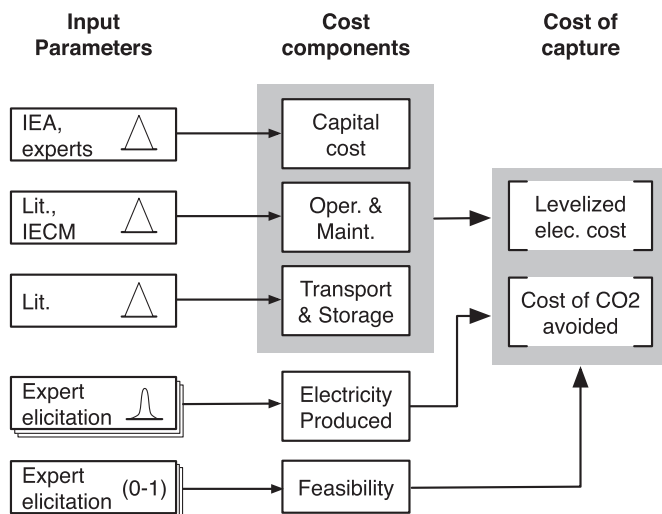 Input
Parameters
Cost
components
Cost of
capture
IEA,
experts
Capital
cost
Lit.,
IECM
Oper. &
Maint.
Levelized
elec. cost
Lit.
Transport
& Storage
Cost of CO2
avoided
Expert
elicitation
Electricity
Produced
Expert
elicitation (0-1)
Feasibility